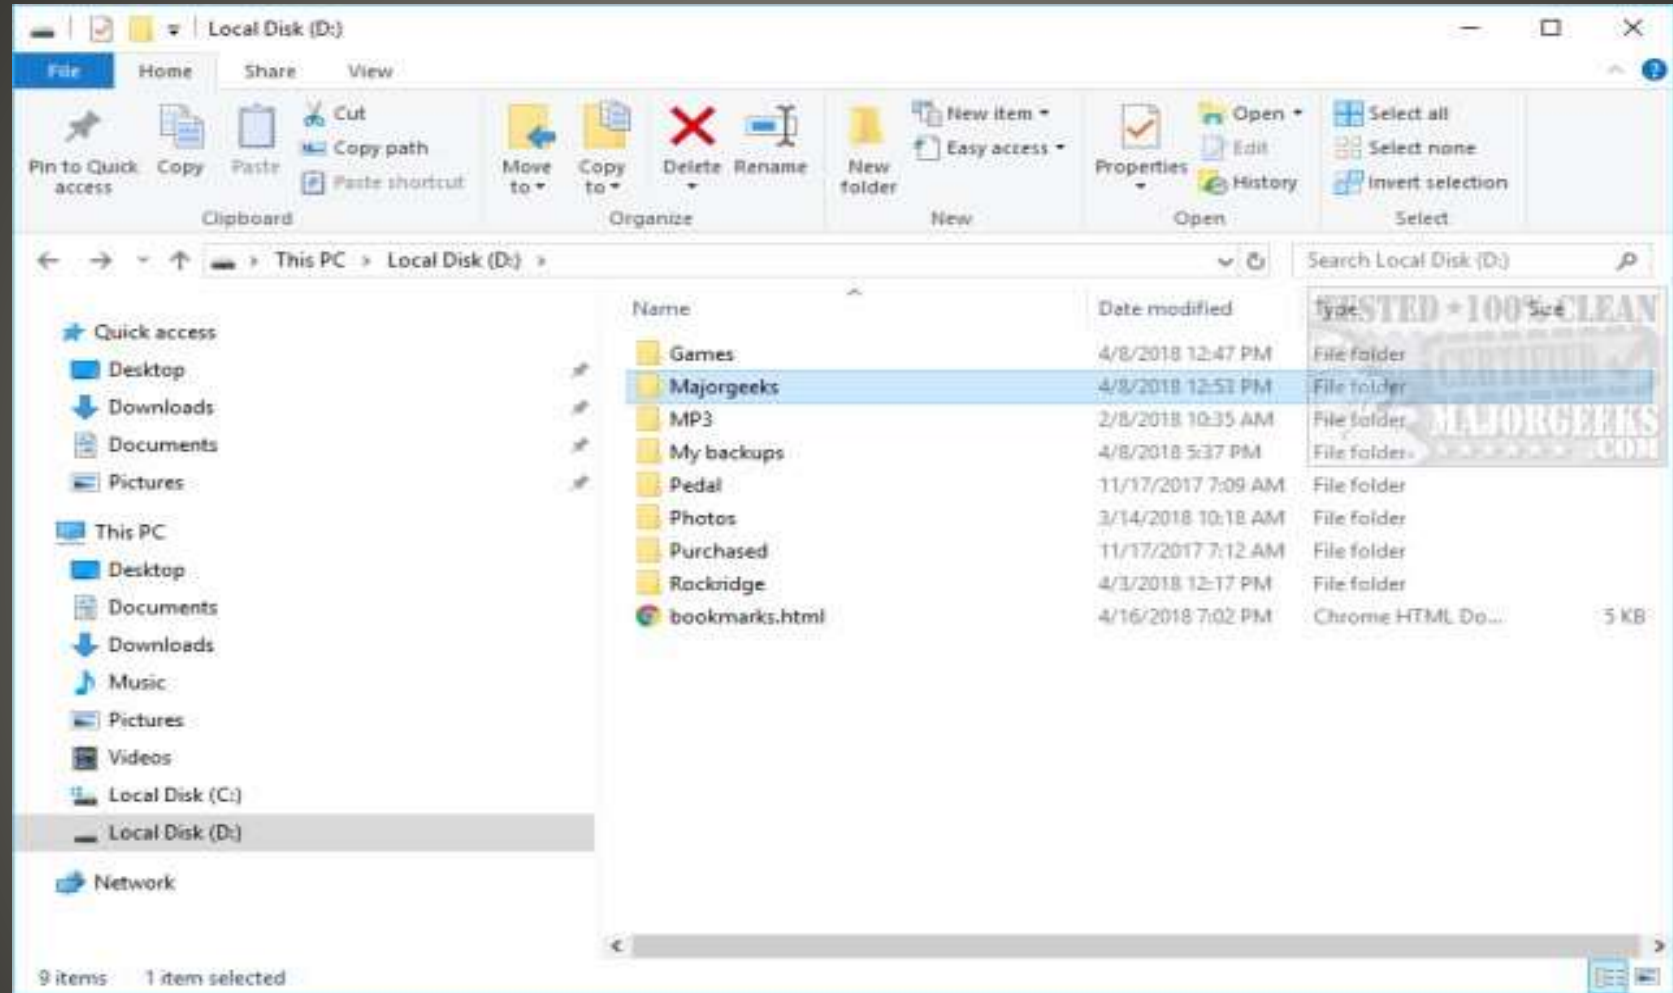 Local Disk (D:)
File Home Share View
Pin to Quick access
Copy
Paste
Cut
Copy path
Paste shortcut
Clipboard
Move to
Copy to
Delete
Rename
Organize
New folder
New item
Easy access
New
Properties
Open
Edit
History
Open
Select all
Select none
Invert selection
Select
This PC > Local Disk (D:) >
Search Local Disk (D:)
Quick access
Desktop
Downloads
Documents
Pictures
This PC
Desktop
Documents
Downloads
Music
Pictures
Videos
Local Disk (C:)
Local Disk (D:)
Network
Name Date modified Type Size
Games 4/8/2018 12:47 PM File folder
Majorgeeks 4/8/2018 12:53 PM File folder
MP3 2/8/2018 10:35 AM File folder
My backups 4/8/2018 5:37 PM File folder
Pedal 11/17/2017 7:09 AM File folder
Photos 3/14/2018 10:18 AM File folder
Purchased 11/17/2017 7:12 AM File folder
Rockridge 4/3/2018 12:17 PM File folder
bookmarks.html 4/16/2018 7:02 PM Chrome HTML Do... 5 KB
TESTED *100% CLEAN
CERTIFIED
MAJORGEEKS
.COM
9 items 1 item selected